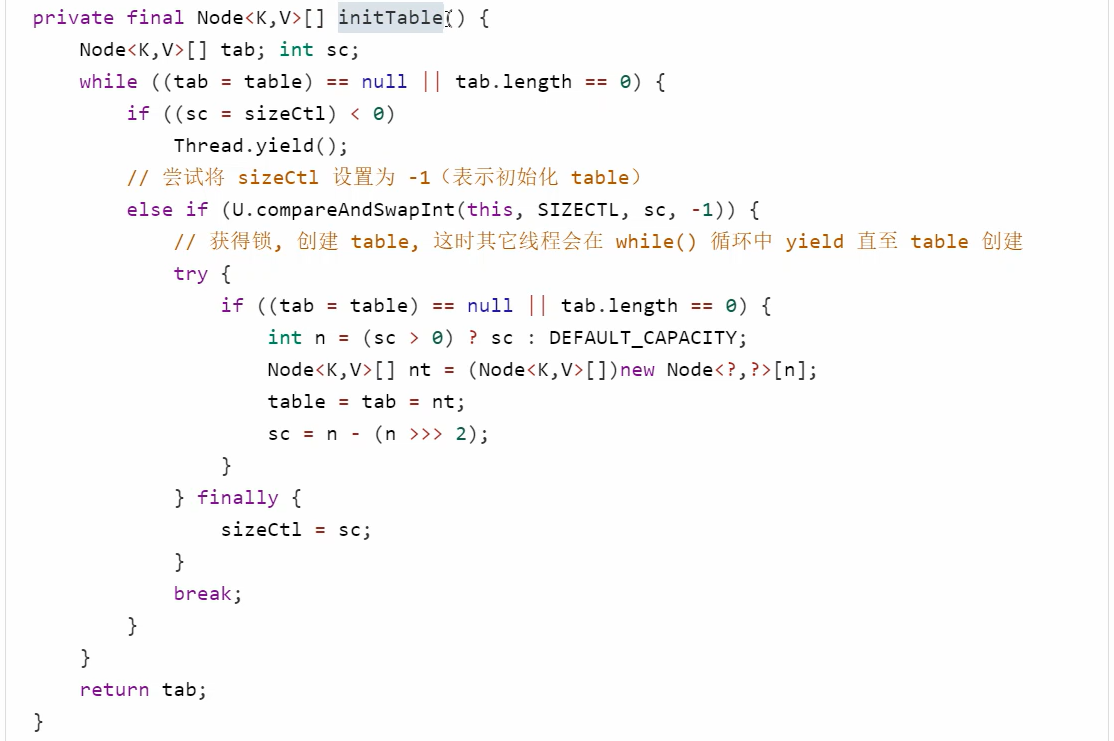 private final Node<K,V>[] initTable() {
    Node<K,V>[] tab; int sc;
    while ((tab = table) == null || tab.length == 0) {
        if ((sc = sizeCtl) < 0)
            Thread.yield();
        // 尝试将 sizeCtl 设置为 -1（表示初始化 table）
        else if (U.compareAndSwapInt(this, SIZECTL, sc, -1)) {
            // 获得锁, 创建 table, 这时其它线程会在 while() 循环中 yield 直至 table 创建
            try {
                if ((tab = table) == null || tab.length == 0) {
                    int n = (sc > 0) ? sc : DEFAULT_CAPACITY;
                    Node<K,V>[] nt = (Node<K,V>[])new Node<?,?>[n];
                    table = tab = nt;
                    sc = n - (n >>> 2);
                }
            } finally {
                sizeCtl = sc;
            }
            break;
        }
    }
    return tab;
}